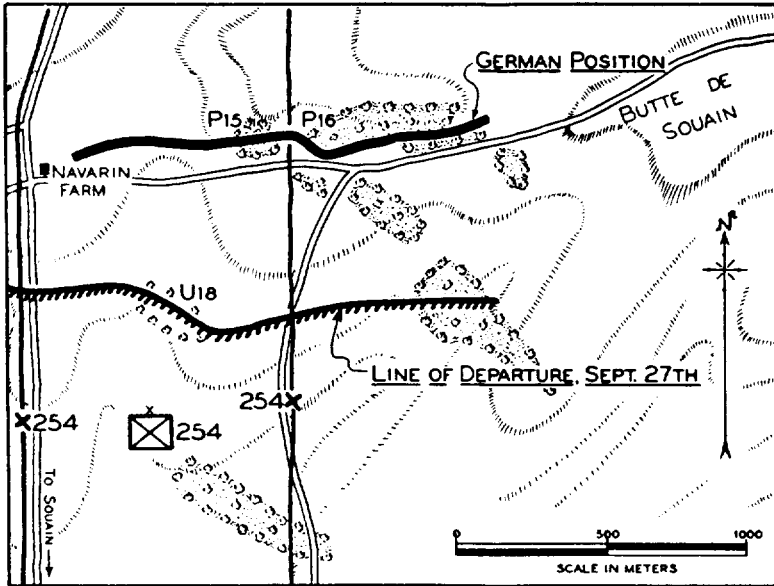 GERMAN POSITION
BUTTE DE
SOUAIN
P15
P16
NAVARIN
FARM
N
U18
LINE OF DEPARTURE, SEPT. 27TH
254
254
X
254
TO SOUAIN
0
500
1000
SCALE IN METERS